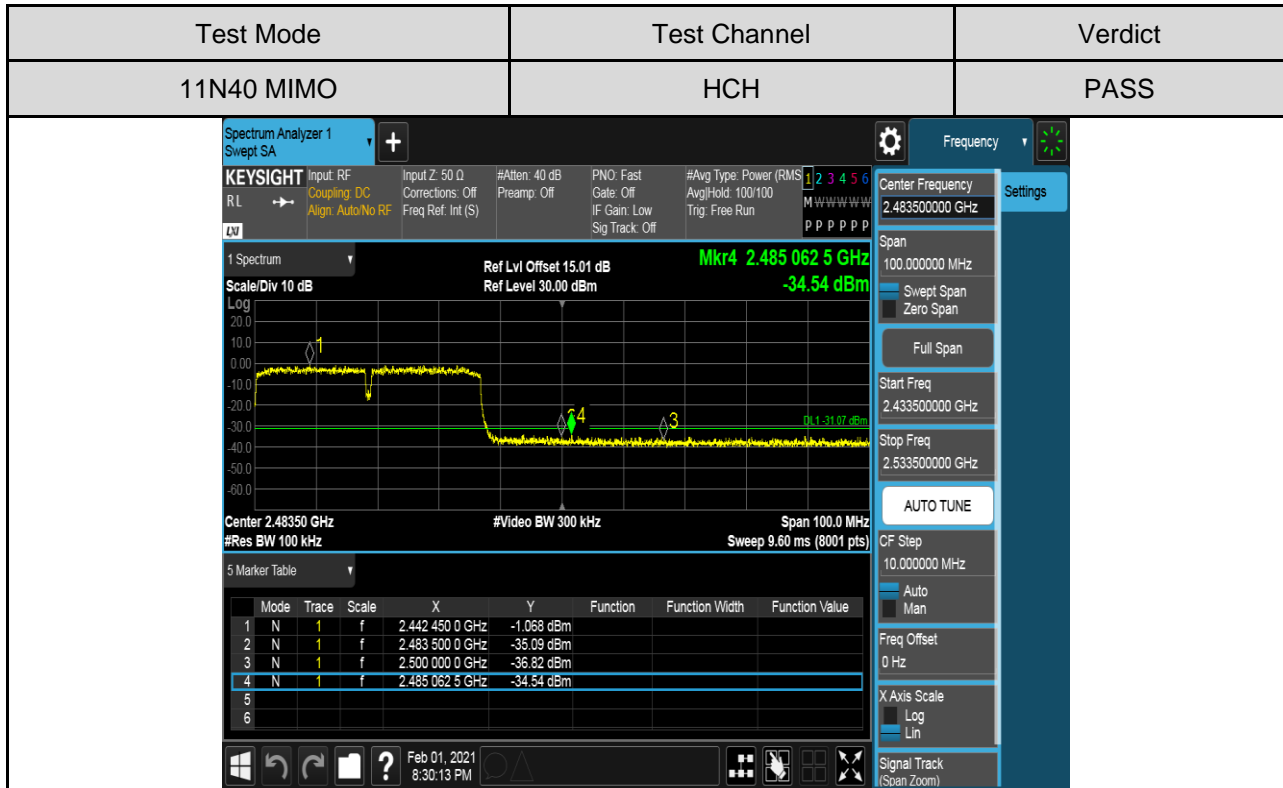 Test Mode Test Channel Verdict
11N40 MIMO HCH PASS
Spectrum Analyzer 1
Swept SA
+
Frequency
KEYSIGHT Input: RF Input Z: 50 Ω #Atten: 40 dB PNO: Fast #Avg Type: Power (RMS 1 2 3 4 5 6
RL Coupling: DC Corrections: Off Preamp: Off Gate: Off Avg|Hold: 100/100 M W W W W W
Align: Auto/No RF Freq Ref: Int (S) IF Gain: Low Trig: Free Run
LXI Sig Track: Off P P P P P P
1 Spectrum
Ref Lvl Offset 15.01 dB
Mkr4 2.485 062 5 GHz
Scale/Div 10 dB Ref Level 30.00 dBm -34.54 dBm
Log
20.0
10.0
0.00
-10.0
-20.0
-30.0
-40.0
-50.0
-60.0
1
4
3
DL1 -31.07 dBm
Center 2.48350 GHz #Video BW 300 kHz Span 100.0 MHz
#Res BW 100 kHz Sweep 9.60 ms (8001 pts)
5 Marker Table
Mode Trace Scale X Y Function Function Width Function Value
1 N 1 f 2.442 450 0 GHz -1.068 dBm
2 N 1 f 2.483 500 0 GHz -35.09 dBm
3 N 1 f 2.500 000 0 GHz -36.82 dBm
4 N 1 f 2.485 062 5 GHz -34.54 dBm
5
6
?
Feb 01, 2021
8:30:13 PM
Center Frequency
2.483500000 GHz
Settings
Span
100.000000 MHz
Swept Span
Zero Span
Full Span
Start Freq
2.433500000 GHz
Stop Freq
2.533500000 GHz
AUTO TUNE
CF Step
10.000000 MHz
Auto
Man
Freq Offset
0 Hz
X Axis Scale
Log
Lin
Signal Track
(Span Zoom)